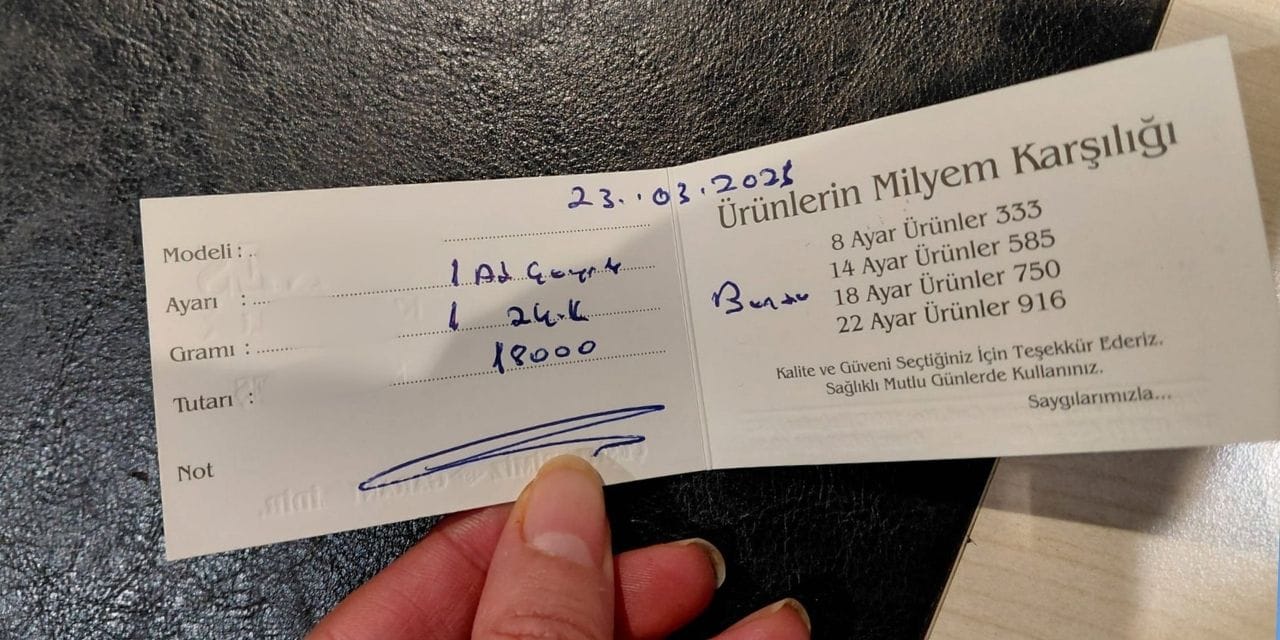 23.03.2025
Modeli :
Ayarı : 1 Ad Çeyrek
Gramı : 1 24.K
Tutarı : 18000
Not
Ürünlerin Milyem Karşılığı
8 Ayar Ürünler 333
14 Ayar Ürünler 585
18 Ayar Ürünler 750
22 Ayar Ürünler 916
Kalite ve Güveni Seçtiğiniz İçin Teşekkür Ederiz.
Sağlıklı Mutlu Günlerde Kullanınız.
Saygılarımızla...